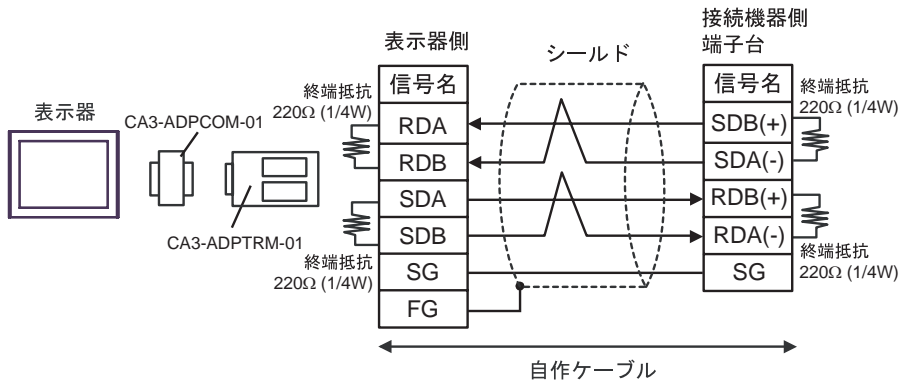 表示器
CA3-ADPCOM-01
CA3-ADPTRM-01
表示器側
信号名
RDA
RDB
SDA
SDB
SG
FG
終端抵抗
220Ω (1/4W)
終端抵抗
220Ω (1/4W)
シールド
接続機器側
端子台
信号名
SDB(+)
SDA(-)
RDB(+)
RDA(-)
SG
終端抵抗
220Ω (1/4W)
終端抵抗
220Ω (1/4W)
自作ケーブル